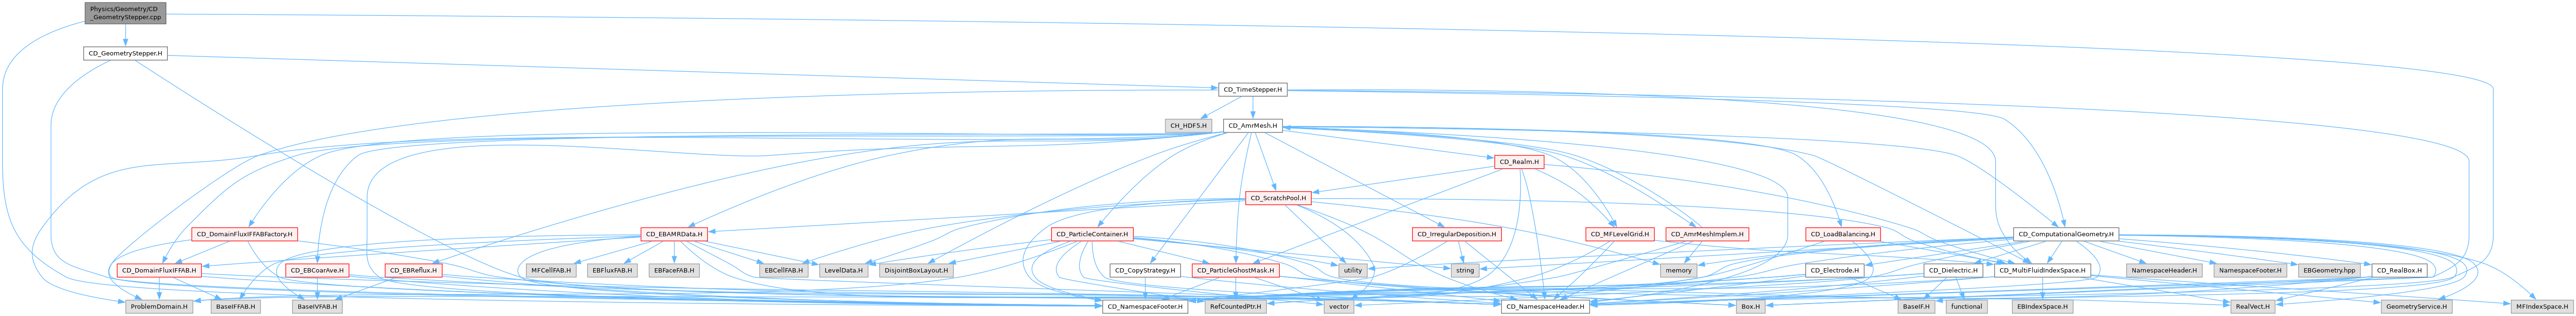 Physics/Geometry/CD
_GeometryStepper.cpp
CD_GeometryStepper.H
CD_TimeStepper.H
CH_HDF5.H
CD_AmrMesh.H
CD_Realm.H
CD_ScratchPool.H
CD_DomainFluxIFFABFactory.H
CD_EBAMRData.H
CD_ParticleContainer.H
CD_IrregularDeposition.H
CD_MFLevelGrid.H
CD_AmrMeshImplem.H
CD_LoadBalancing.H
CD_ComputationalGeometry.H
CD_DomainFluxIFFAB.H
CD_EBCoarAve.H
CD_EBReflux.H
MFCellFAB.H
EBFluxFAB.H
EBFaceFAB.H
EBCellFAB.H
LevelData.H
DisjointBoxLayout.H
CD_CopyStrategy.H
CD_ParticleGhostMask.H
utility
string
memory
CD_Electrode.H
CD_Dielectric.H
CD_MultiFluidIndexSpace.H
NamespaceHeader.H
NamespaceFooter.H
EBGeometry.hpp
CD_RealBox.H
ProblemDomain.H
BaseIFFAB.H
BaseIVFAB.H
CD_NamespaceFooter.H
RefCountedPtr.H
vector
CD_NamespaceHeader.H
Box.H
BaseIF.H
functional
EBIndexSpace.H
RealVect.H
GeometryService.H
MFIndexSpace.H